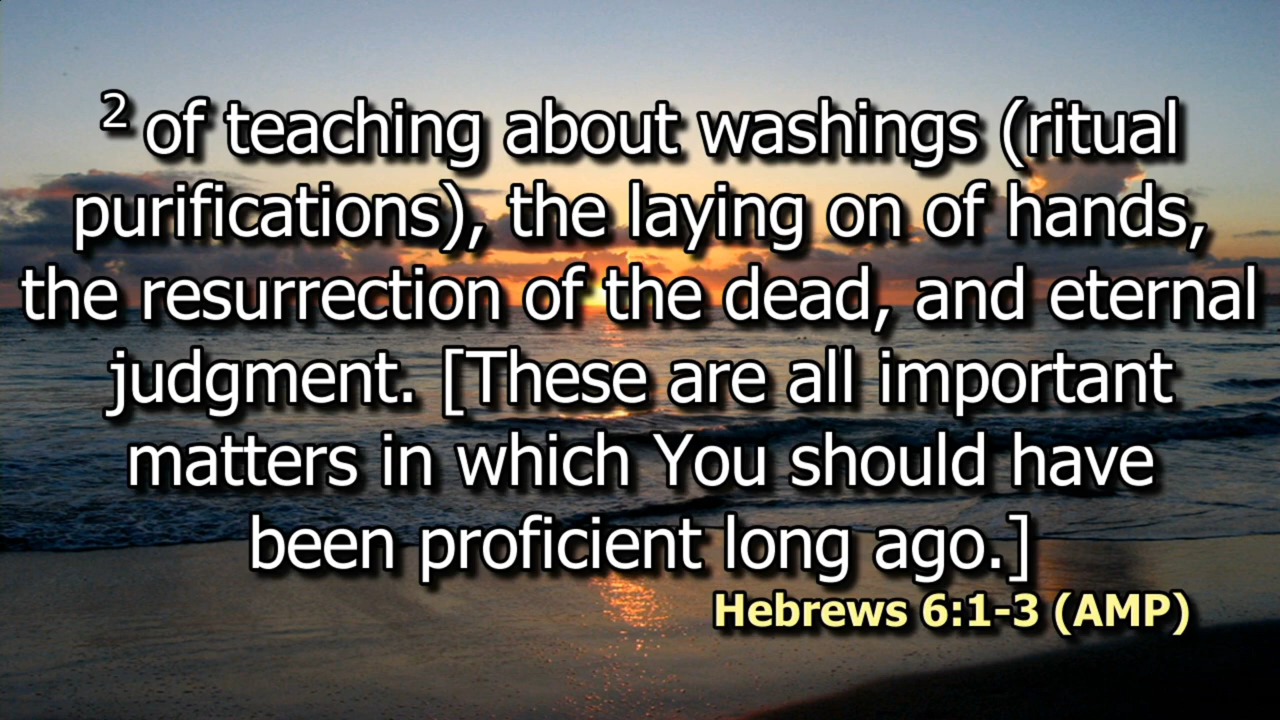 2 of teaching about washings (ritual
purifications), the laying on of hands,
the resurrection of the dead, and eternal
judgment. [These are all important
matters in which You should have
been proficient long ago.]
Hebrews 6:1-3 (AMP)